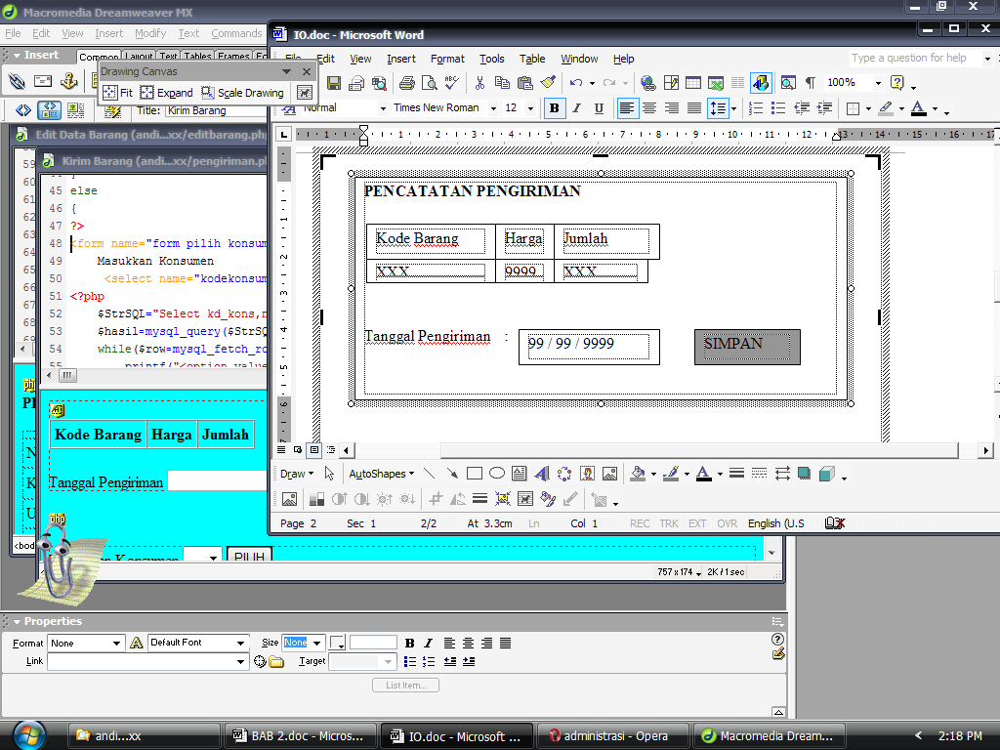 Macromedia Dreamweaver MX
File Edit View Insert Modify Text Commands
Insert Common Layout Text Tables Frames
Title: Kirim Barang
Edit Data Barang (andi...xx/editbarang.ph
Kirim Barang (andi...xx/pengiriman.p
59
60
61
62
63
64
65
66
67
68
69
45 else
46 {
47 ?>
48 <form name="form pilih konsum
49 Masukkan Konsumen
50 <select name="kodekonsum
51 <?php
52 $StrSQL="Select kd_kons,n
53 $hasil=mysql_query($StrSQ
54 while($row=mysql_fetch_ro
55 printf("<option value
Kode Barang Harga Jumlah
Tanggal Pengiriman
php
Konsumen PILIH
<body
757 x 174 2K / 1 sec
Drawing Canvas
Fit Expand Scale Drawing
IO.doc - Microsoft Word
File Edit View Insert Format Tools Table Window Help
Type a question for help
100%
Normal Times New Roman 12 B I U
PENCATATAN PENGIRIMAN
Kode Barang Harga Jumlah
XXX 9999 XXX
Tanggal Pengiriman : 99 / 99 / 9999 SIMPAN
Draw AutoShapes
Page 2 Sec 1 2/2 At 3.3cm Ln Col 1 REC TRK EXT OVR English (U.S
Properties
Format None Default Font Size None B I
Link Target
List Item...
andi...xx
BAB 2.doc - Micros...
IO.doc - Microsoft ...
administrasi - Opera
Macromedia Dream...
2:18 PM